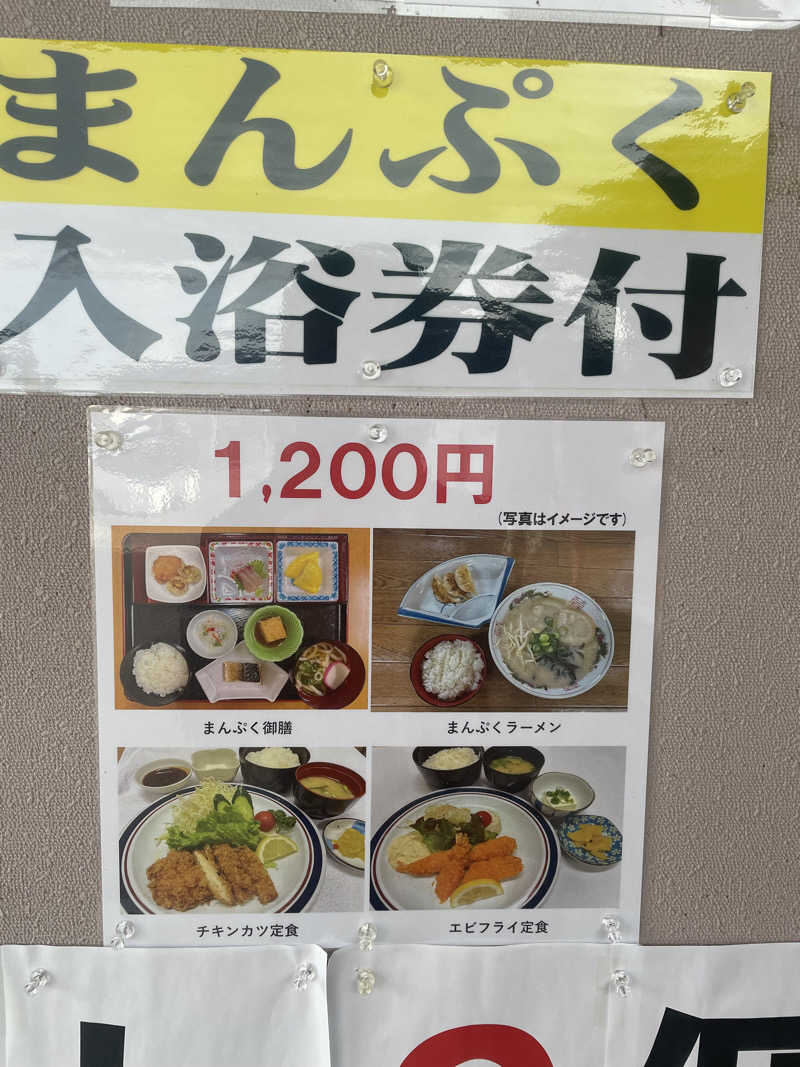 まんぷく
入浴券付
1,200円
(写真はイメージです)
まんぷく御膳
まんぷくラーメン
チキンカツ定食
エビフライ定食